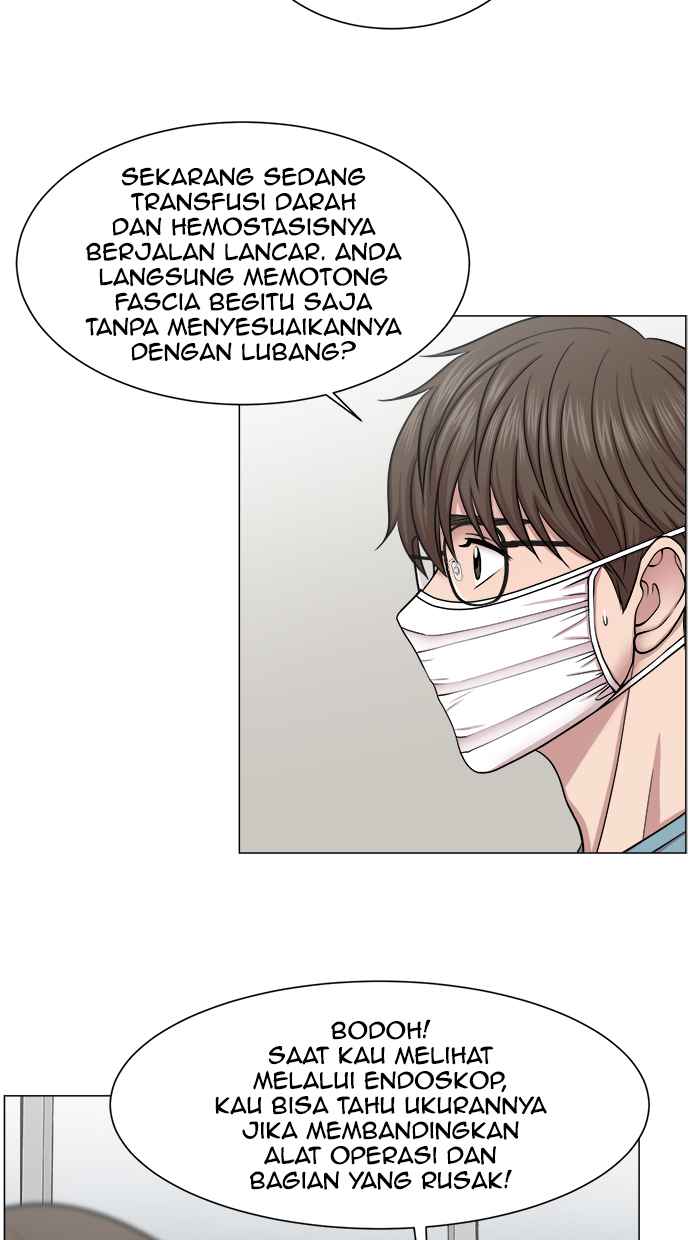 SEKARANG SEDANG
TRANSFUSI DARAH
DAN HEMOSTASISNYA
BERJALAN LANCAR. ANDA
LANGSUNG MEMOTONG
FASCIA BEGITU SAJA
TANPA MENYESUAIKANNYA
DENGAN LUBANG?
BODOH!
SAAT KAU MELIHAT
MELALUI ENDOSKOP,
KAU BISA TAHU UKURANNYA
JIKA MEMBANDINGKAN
ALAT OPERASI DAN
BAGIAN YANG RUSAK!